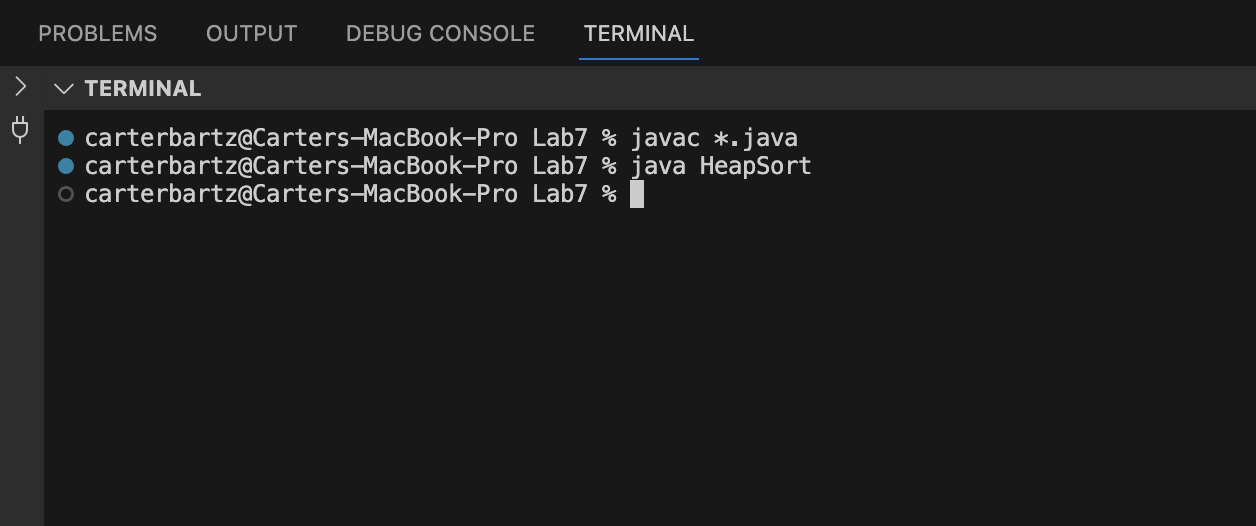 PROBLEMS OUTPUT DEBUG CONSOLE TERMINAL
TERMINAL
carterbartz@Carters-MacBook-Pro Lab7 % javac *.java
carterbartz@Carters-MacBook-Pro Lab7 % java HeapSort
carterbartz@Carters-MacBook-Pro Lab7 %